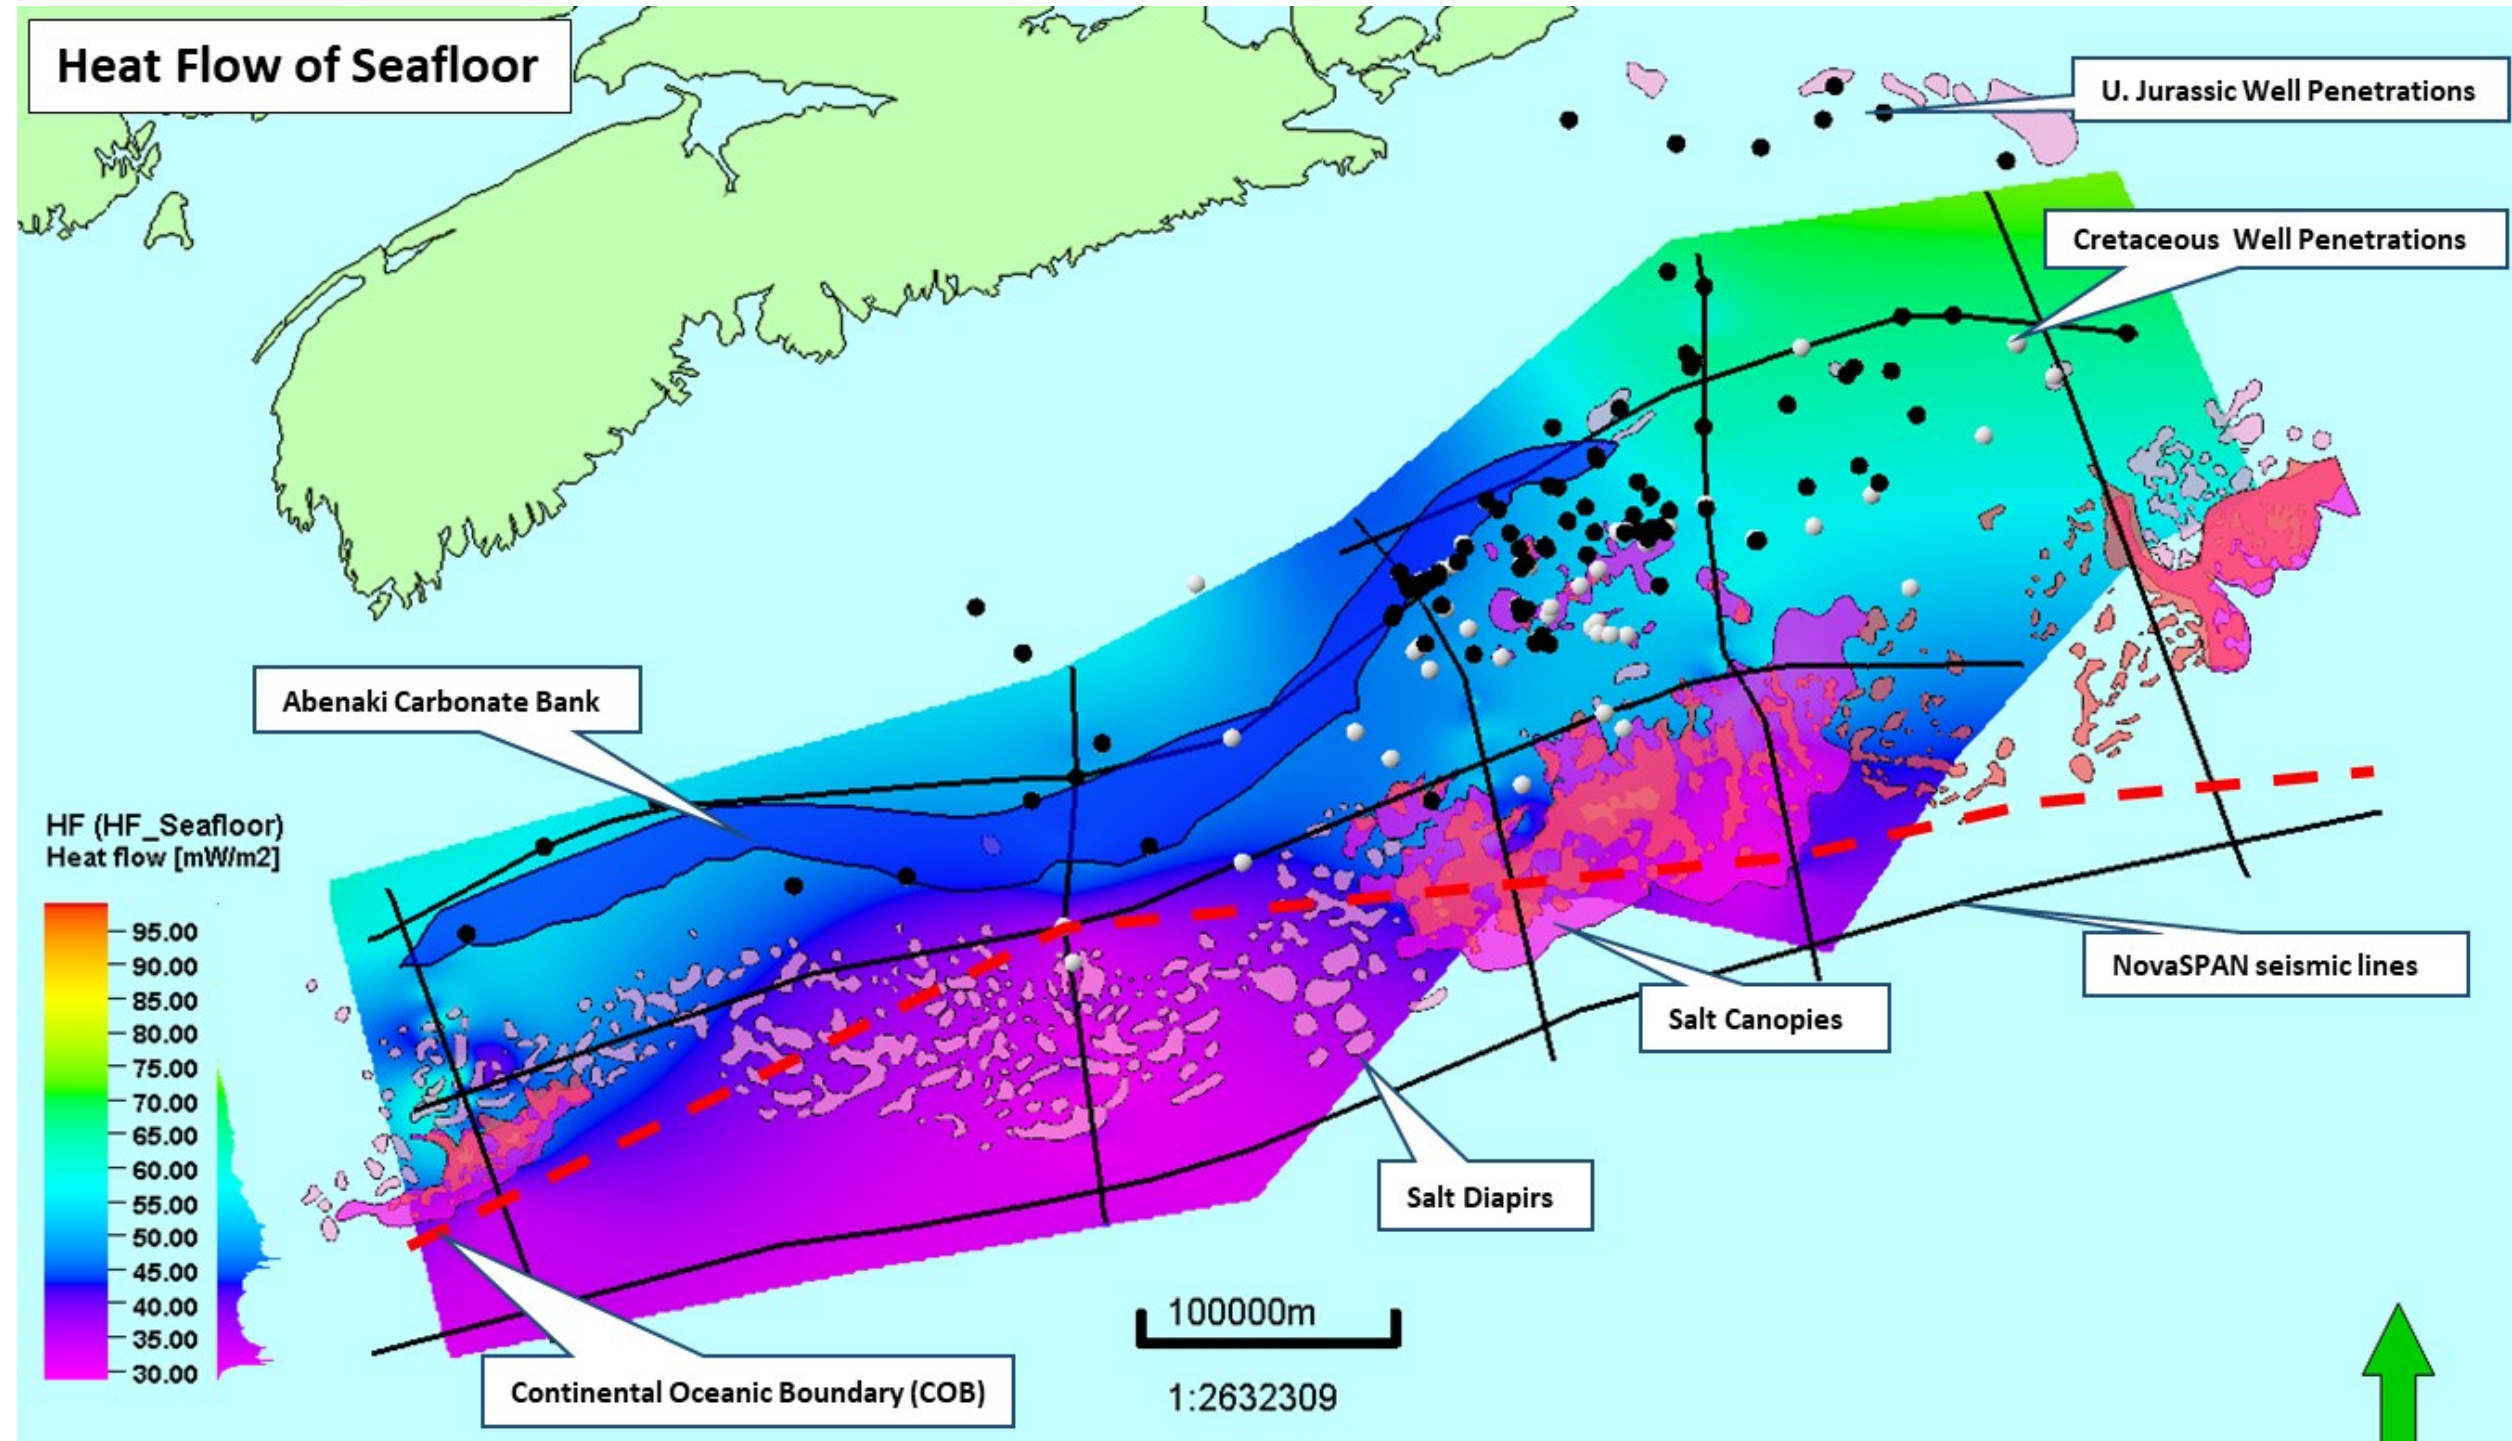 Heat Flow of Seafloor
U. Jurassic Well Penetrations
Cretaceous  Well Penetrations
Abenaki Carbonate Bank
HF (HF_Seafloor)
Heat flow [mW/m2]
95.00
90.00
85.00
80.00
75.00
70.00
65.00
60.00
55.00
50.00
45.00
40.00
35.00
30.00
NovaSPAN seismic lines
Salt Canopies
Salt Diapirs
Continental Oceanic Boundary (COB)
100000m
1:2632309